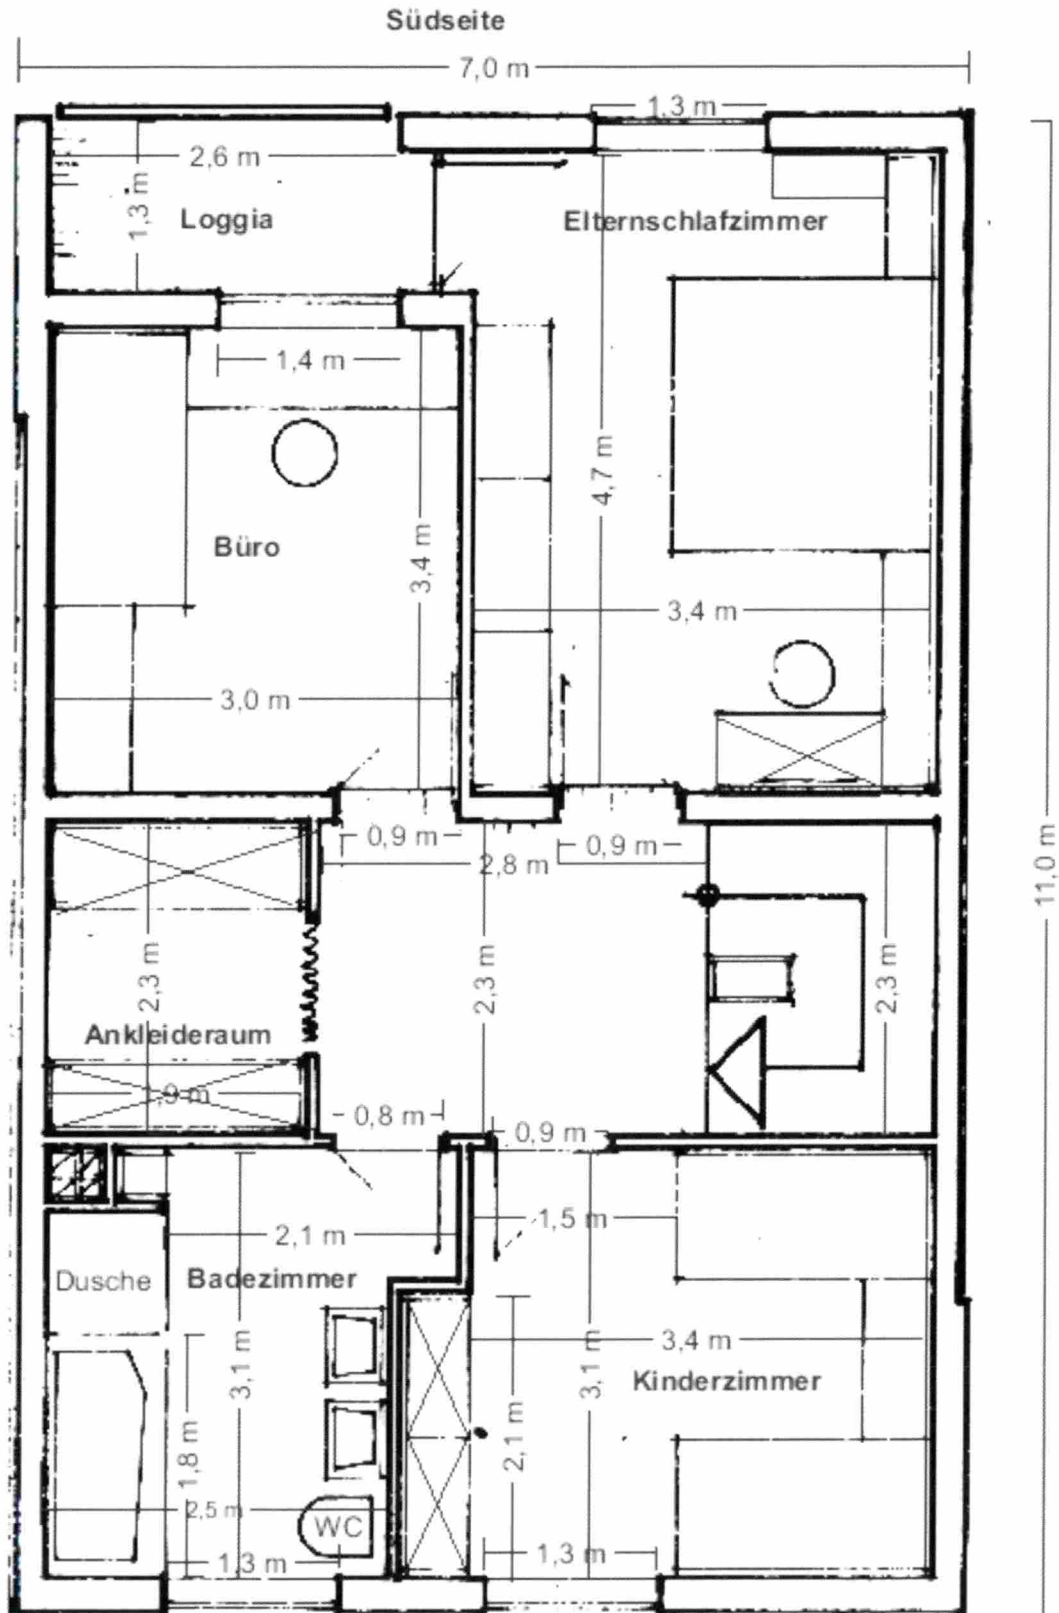 Südseite
7,0 m
1,3 m
2,6 m
1,3 m
Loggia
Elternschlafzimmer
1,4 m
4,7 m
Büro
3,4 m
3,4 m
3,0 m
0,9 m
2,8 m
0,9 m
11,0 m
2,3 m
2,3 m
2,3 m
Ankleideraum
,9 m
0,8 m
0,9 m
2,1 m
1,5 m
Dusche
Badezimmer
3,1 m
3,1 m
3,4 m
Kinderzimmer
1,8 m
2,1 m
2,5 m
WC
1,3 m
1,3 m